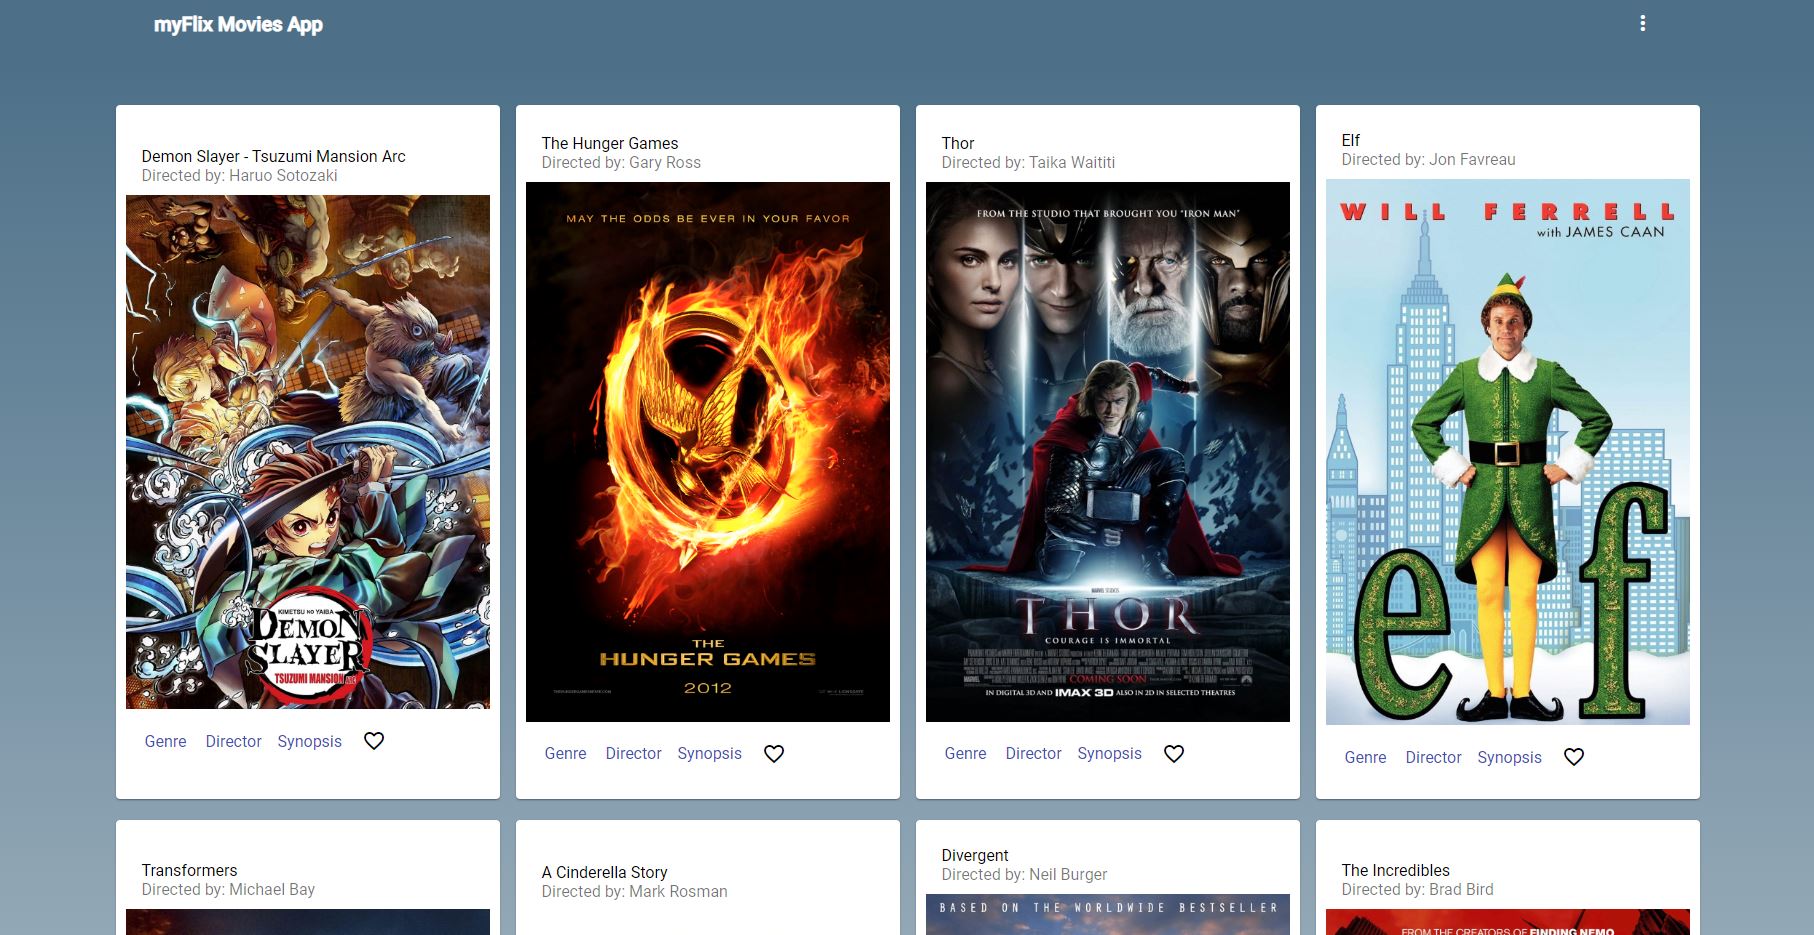 myFlix Movies App
Demon Slayer - Tsuzumi Mansion Arc
Directed by: Haruo Sotozaki
KIMETSU NO YAIBA
DEMON
SLAYER
TSUZUMI MANSION ARC
Genre Director Synopsis
The Hunger Games
Directed by: Gary Ross
MAY THE ODDS BE EVER IN YOUR FAVOR
THE
HUNGER GAMES
2012
Genre Director Synopsis
Thor
Directed by: Taika Waititi
FROM THE STUDIO THAT BROUGHT YOU "IRON MAN"
MARVEL STUDIOS
THOR
COURAGE IS IMMORTAL
COMING SOON
IN DIGITAL 3D AND IMAX 3D ALSO IN 2D IN SELECTED THEATRES
Genre Director Synopsis
Elf
Directed by: Jon Favreau
WILL FERRELL
with JAMES CAAN
elf
Genre Director Synopsis
Transformers
Directed by: Michael Bay
A Cinderella Story
Directed by: Mark Rosman
Divergent
Directed by: Neil Burger
BASED ON THE WORLDWIDE BESTSELLER
The Incredibles
Directed by: Brad Bird
FROM THE CREATORS OF FINDING NEMO